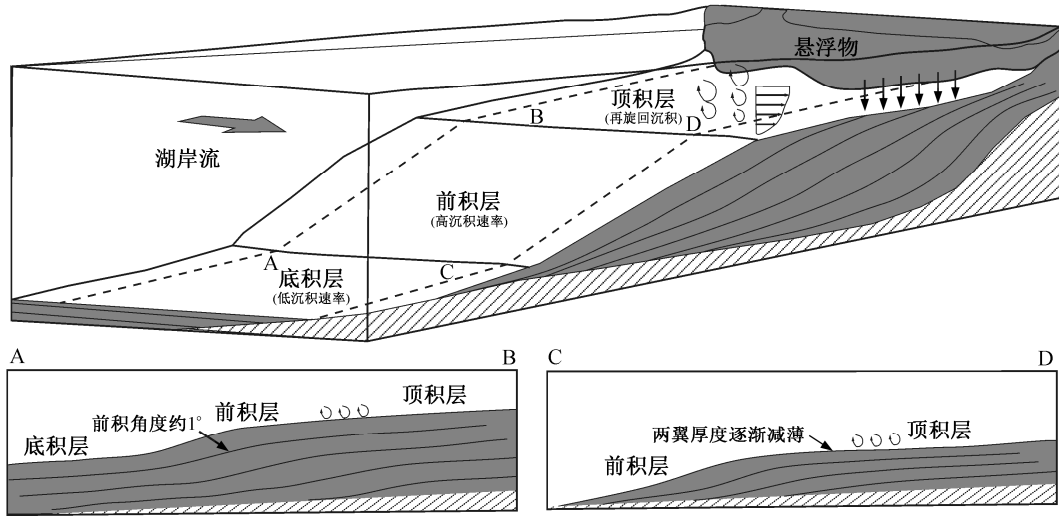 悬浮物
顶积层
(再旋回沉积)
B
D
湖岸流
前积层
(高沉积速率)
A
C
底积层
(低沉积速率)
A
B
C
D
顶积层
前积层
前积角度约1°
底积层
顶积层
两翼厚度逐渐减薄
前积层